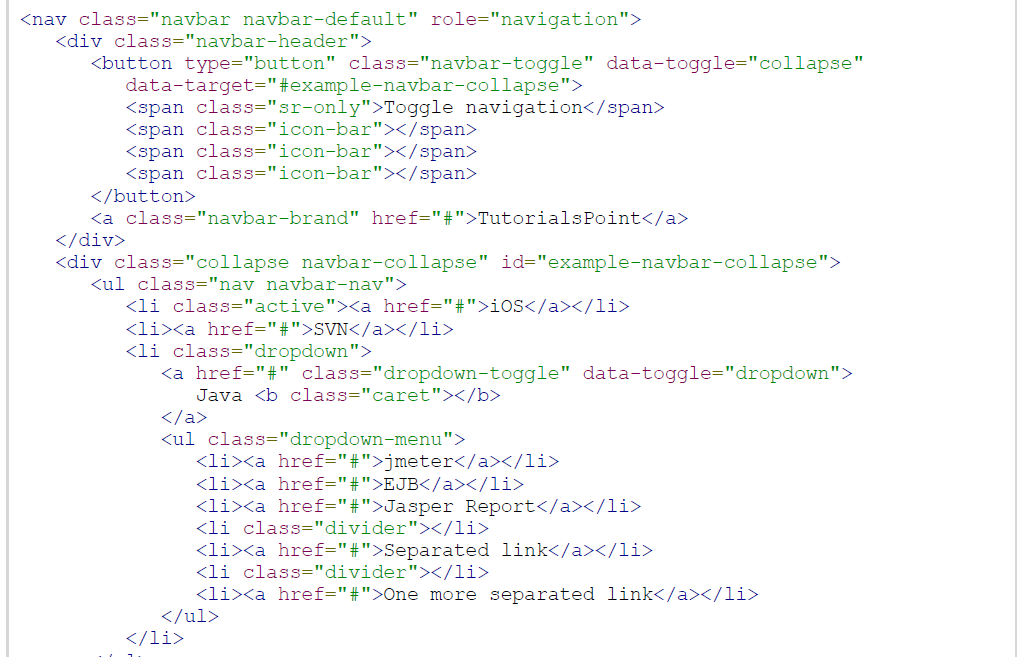 <nav class="navbar navbar-default" role="navigation">
   <div class="navbar-header">
      <button type="button" class="navbar-toggle" data-toggle="collapse"
         data-target="#example-navbar-collapse">
         <span class="sr-only">Toggle navigation</span>
         <span class="icon-bar"></span>
         <span class="icon-bar"></span>
         <span class="icon-bar"></span>
      </button>
      <a class="navbar-brand" href="#">TutorialsPoint</a>
   </div>
   <div class="collapse navbar-collapse" id="example-navbar-collapse">
      <ul class="nav navbar-nav">
         <li class="active"><a href="#">iOS</a></li>
         <li><a href="#">SVN</a></li>
         <li class="dropdown">
            <a href="#" class="dropdown-toggle" data-toggle="dropdown">
               Java <b class="caret"></b>
            </a>
            <ul class="dropdown-menu">
               <li><a href="#">jmeter</a></li>
               <li><a href="#">EJB</a></li>
               <li><a href="#">Jasper Report</a></li>
               <li class="divider"></li>
               <li><a href="#">Separated link</a></li>
               <li class="divider"></li>
               <li><a href="#">One more separated link</a></li>
            </ul>
         </li>